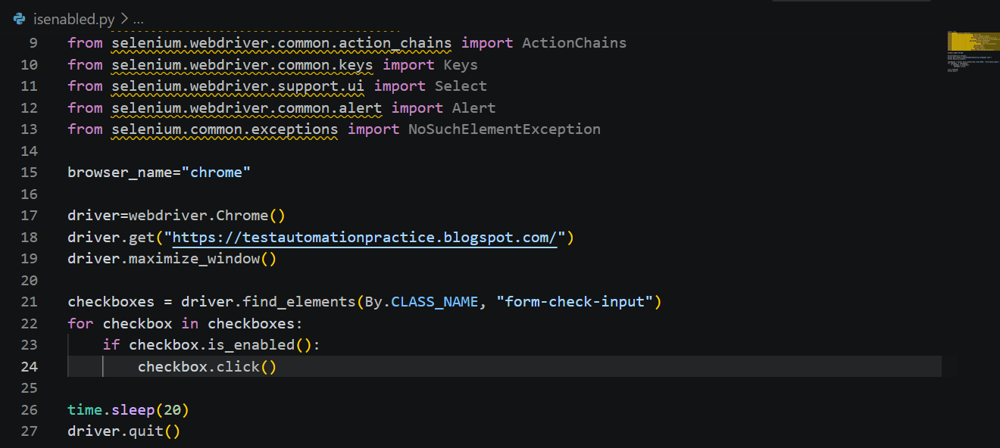 isenabled.py > ...
9 from selenium.webdriver.common.action_chains import ActionChains
10 from selenium.webdriver.common.keys import Keys
11 from selenium.webdriver.support.ui import Select
12 from selenium.webdriver.common.alert import Alert
13 from selenium.common.exceptions import NoSuchElementException
14
15 browser_name="chrome"
16
17 driver=webdriver.Chrome()
18 driver.get("https://testautomationpractice.blogspot.com/")
19 driver.maximize_window()
20
21 checkboxes = driver.find_elements(By.CLASS_NAME, "form-check-input")
22 for checkbox in checkboxes:
23     if checkbox.is_enabled():
24         checkbox.click()
25
26 time.sleep(20)
27 driver.quit()